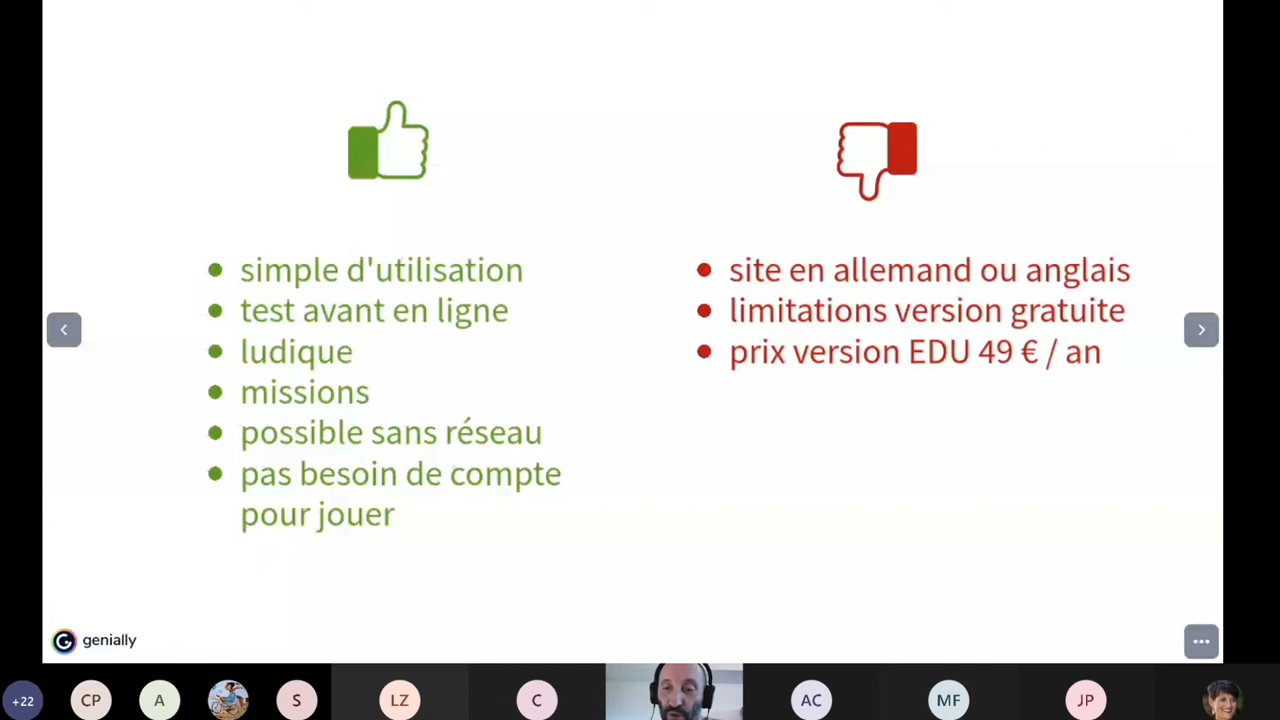 simple d'utilisation
test avant en ligne
ludique
missions
possible sans réseau
pas besoin de compte
pour jouer
site en allemand ou anglais
limitations version gratuite
prix version EDU 49 € / an
genially
+22
CP
A
S
LZ
C
AC
MF
JP